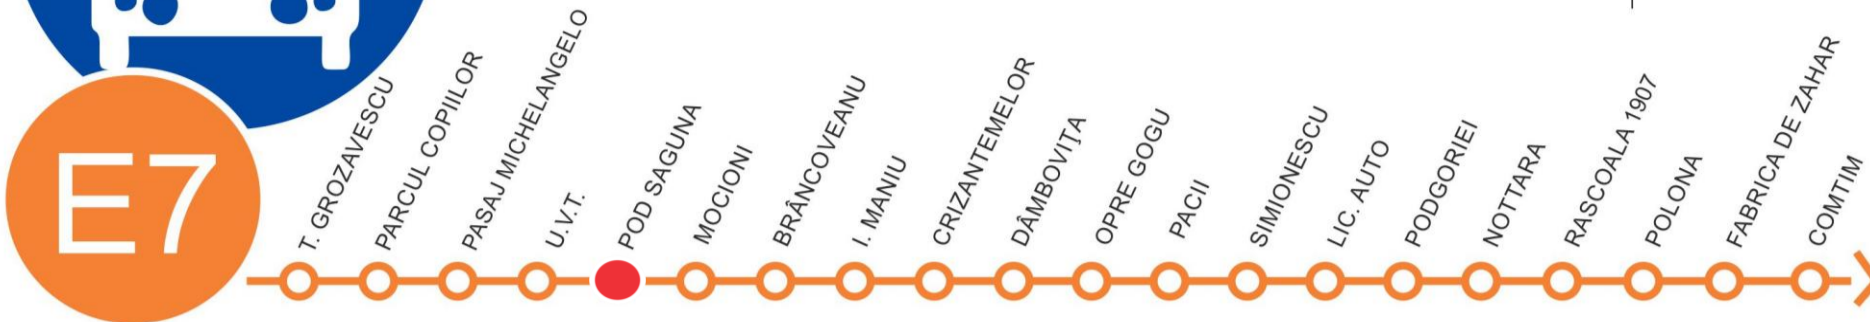 E7
T. GROZAVESCU
PARCUL COPIILOR
PASAJ MICHELANGELO
U.V.T.
POD SAGUNA
MOCIONI
BRÂNCOVEANU
I. MANIU
CRIZANTEMELOR
DÂMBOVIŢA
OPRE GOGU
PACII
SIMIONESCU
LIC. AUTO
PODGORIEI
NOTTARA
RASCOALA 1907
POLONA
FABRICA DE ZAHAR
COMTIM